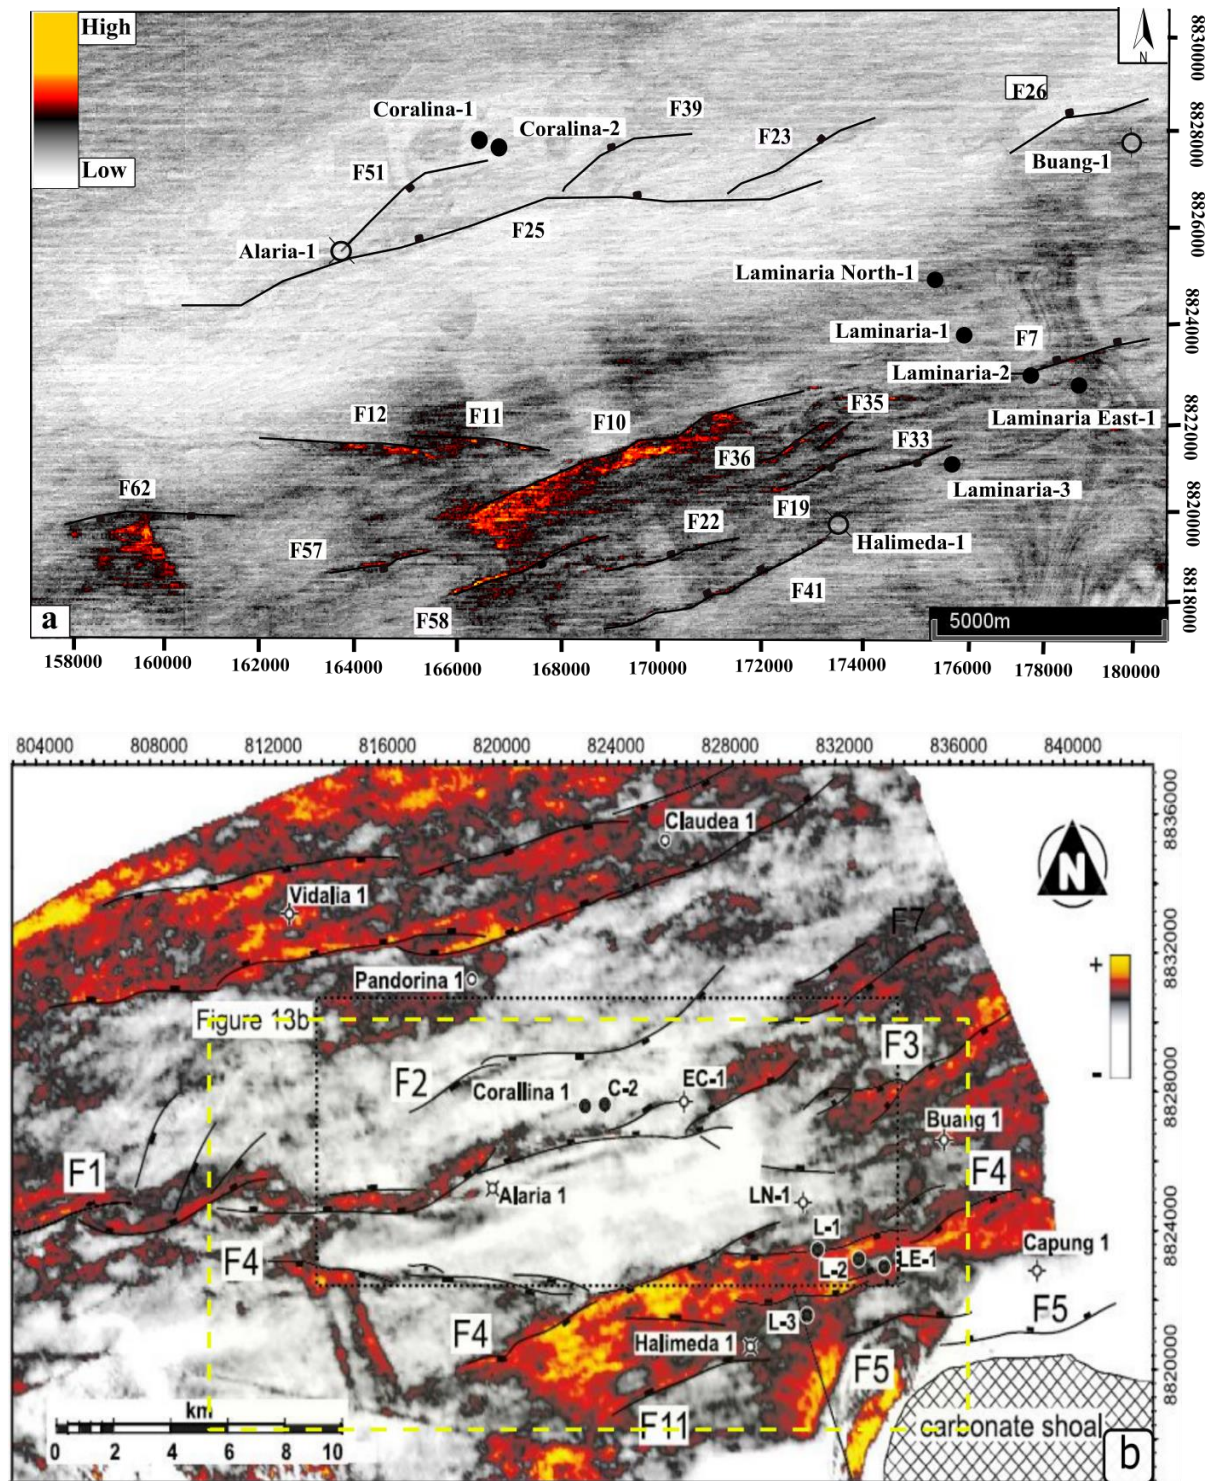 High
Low
N
8830000
8828000
8826000
8824000
8822000
8820000
8818000
F26
F39
Coralina-1
Coralina-2
F23
Buang-1
F51
F25
Alaria-1
Laminaria North-1
Laminaria-1
F7
Laminaria-2
Laminaria East-1
F12
F11
F10
F35
F33
F36
Laminaria-3
F62
F22
F19
Halimeda-1
F57
F41
F58
a
5000m
158000 160000 162000 164000 166000 168000 170000 172000 174000 176000 178000 180000
804000 808000 812000 816000 820000 824000 828000 832000 836000 840000
8836000
8832000
8828000
8824000
8820000
Claudea 1
N
Vidalia 1
F7
Pandorina 1
+
-
Figure 13b
F3
F2
Corallina 1
C-2
EC-1
Buang 1
F1
Alaria 1
LN-1
F4
L-1
F4
L-2
LE-1
Capung 1
F4
L-3
F5
Halimeda 1
F5
F11
km
0 2 4 6 8 10
carbonate shoal
b